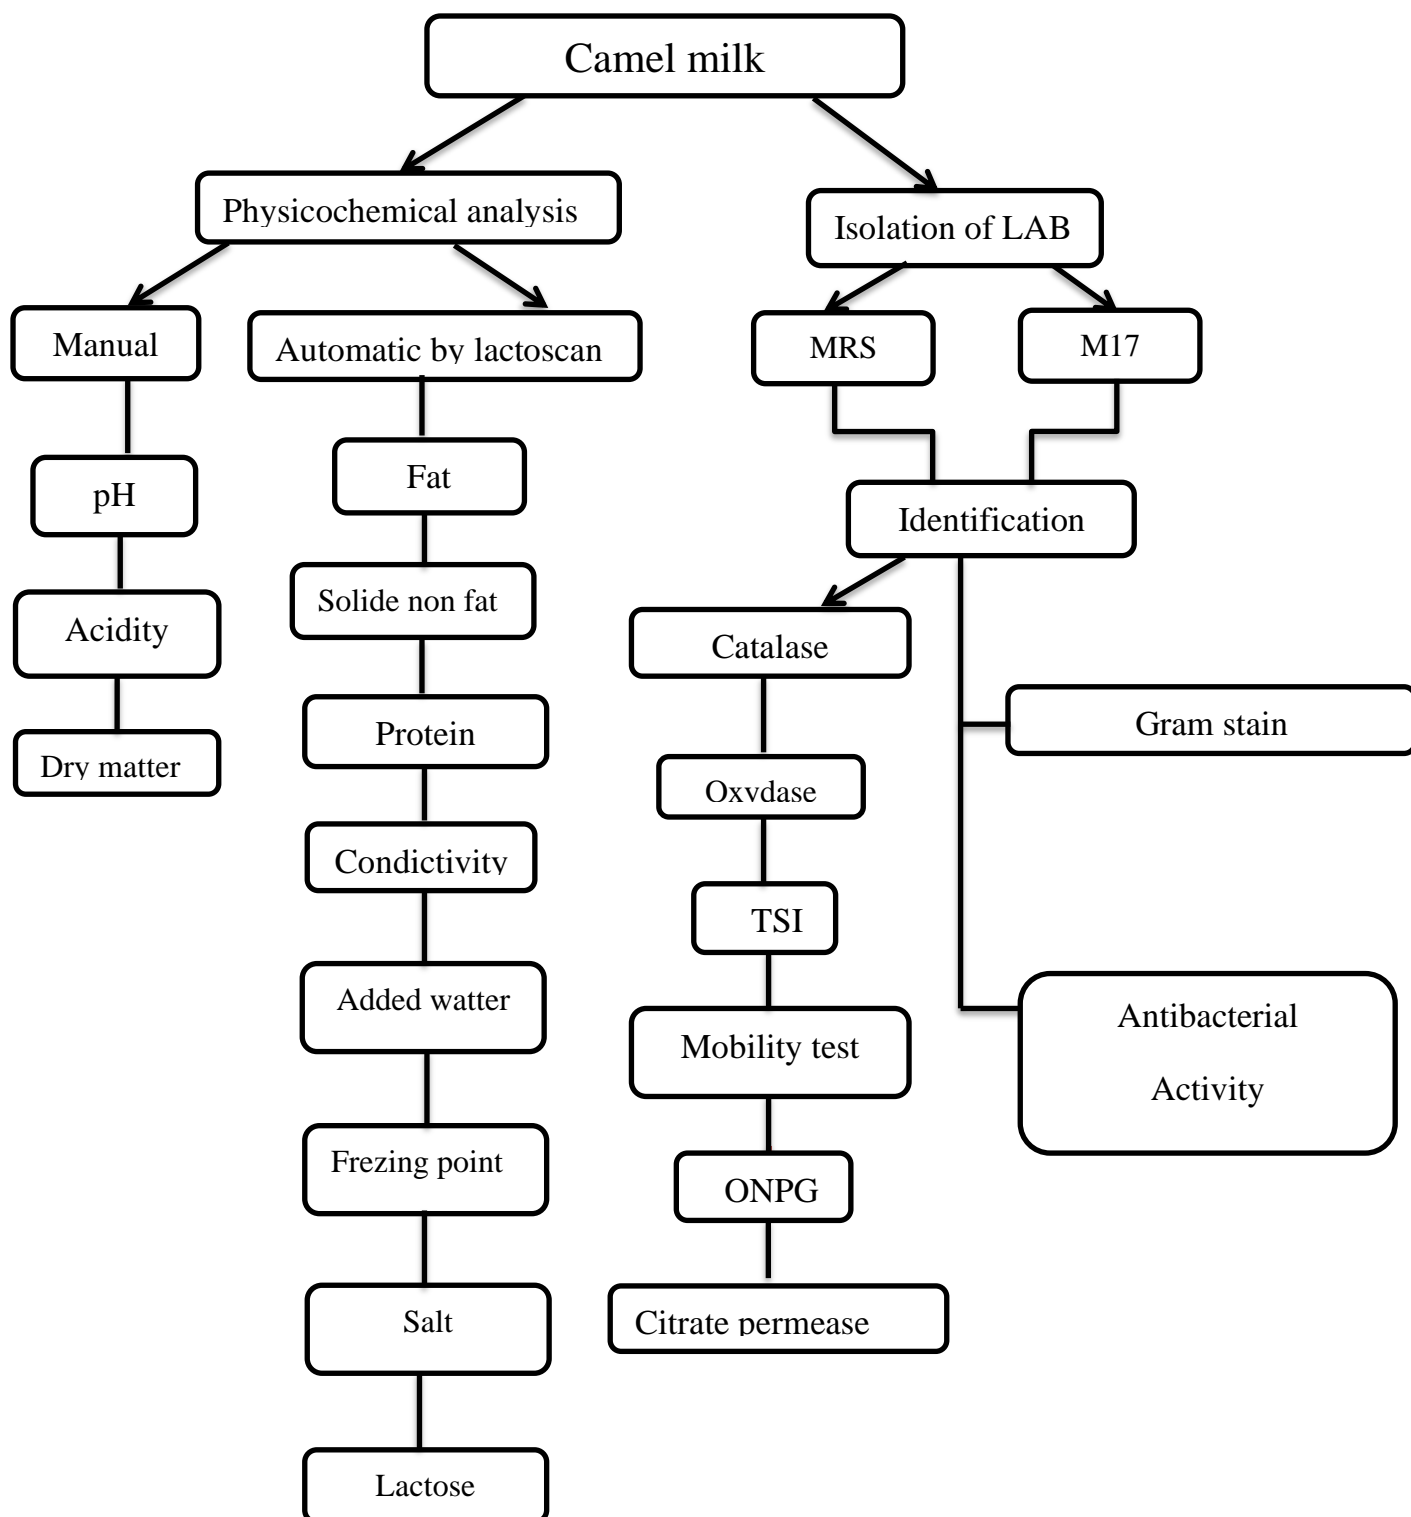 Camel milk
Physicochemical analysis
Isolation of LAB
Manual
Automatic by lactoscan
MRS
M17
pH
Fat
Identification
Acidity
Solide non fat
Catalase
Dry matter
Protein
Gram stain
Oxydase
Condictivity
TSI
Added watter
Mobility test
Antibacterial
Activity
Frezing point
ONPG
Salt
Citrate permease
Lactose